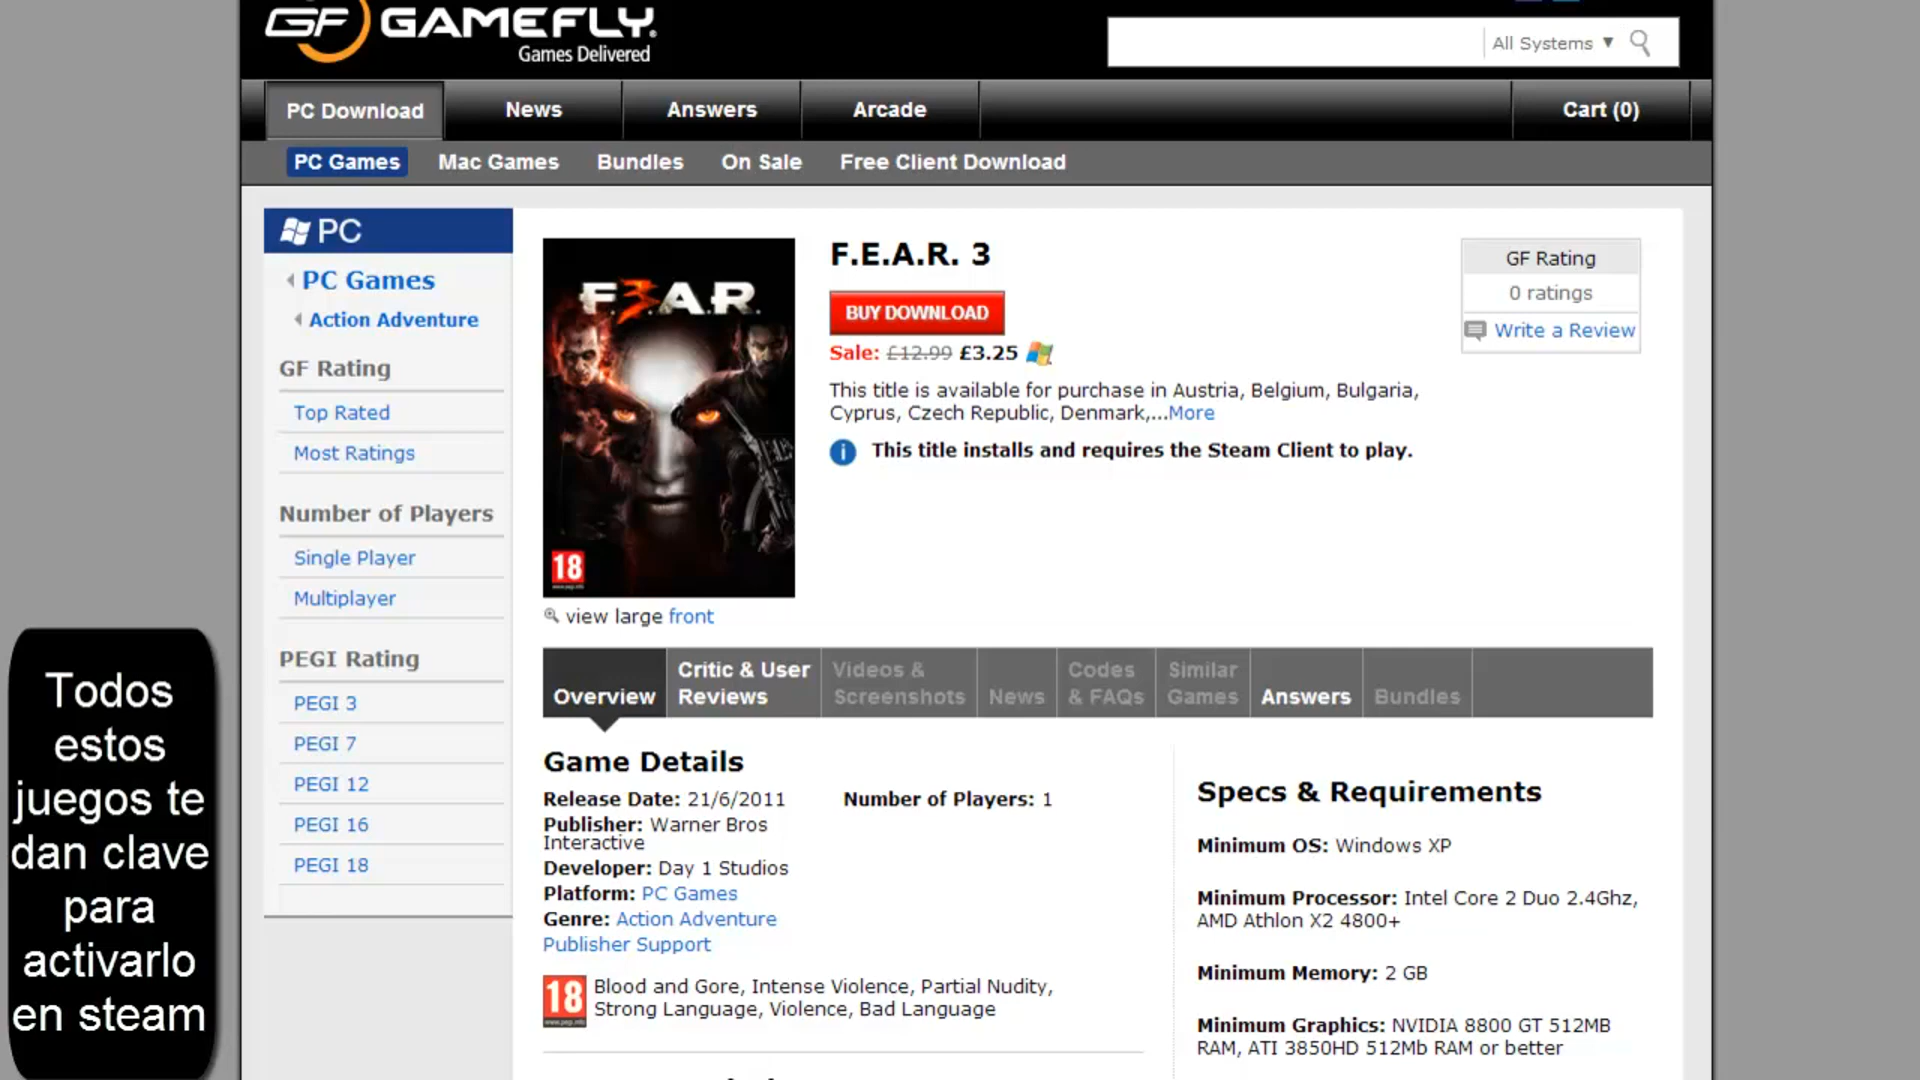 GF GAMEFLY.
Games Delivered
All Systems ▼
PC Download
News
Answers
Arcade
Cart (0)
PC Games
Mac Games
Bundles
On Sale
Free Client Download
PC
PC Games
Action Adventure
GF Rating
Top Rated
Most Ratings
Number of Players
Single Player
Multiplayer
PEGI Rating
PEGI 3
PEGI 7
PEGI 12
PEGI 16
PEGI 18
F.3.A.R.
18
view large front
F.E.A.R. 3
BUY DOWNLOAD
Sale: £12.99 £3.25
This title is available for purchase in Austria, Belgium, Bulgaria,
Cyprus, Czech Republic, Denmark,...More
i This title installs and requires the Steam Client to play.
GF Rating
0 ratings
Write a Review
Overview
Critic & User
Reviews
Videos &
Screenshots
News
Codes
& FAQs
Similar
Games
Answers
Bundles
Game Details
Release Date: 21/6/2011
Publisher: Warner Bros
Interactive
Developer: Day 1 Studios
Platform: PC Games
Genre: Action Adventure
Publisher Support
Number of Players: 1
18
Blood and Gore, Intense Violence, Partial Nudity,
Strong Language, Violence, Bad Language
Specs & Requirements
Minimum OS: Windows XP
Minimum Processor: Intel Core 2 Duo 2.4Ghz,
AMD Athlon X2 4800+
Minimum Memory: 2 GB
Minimum Graphics: NVIDIA 8800 GT 512MB
RAM, ATI 3850HD 512Mb RAM or better
Todos
estos
juegos te
dan clave
para
activarlo
en steam